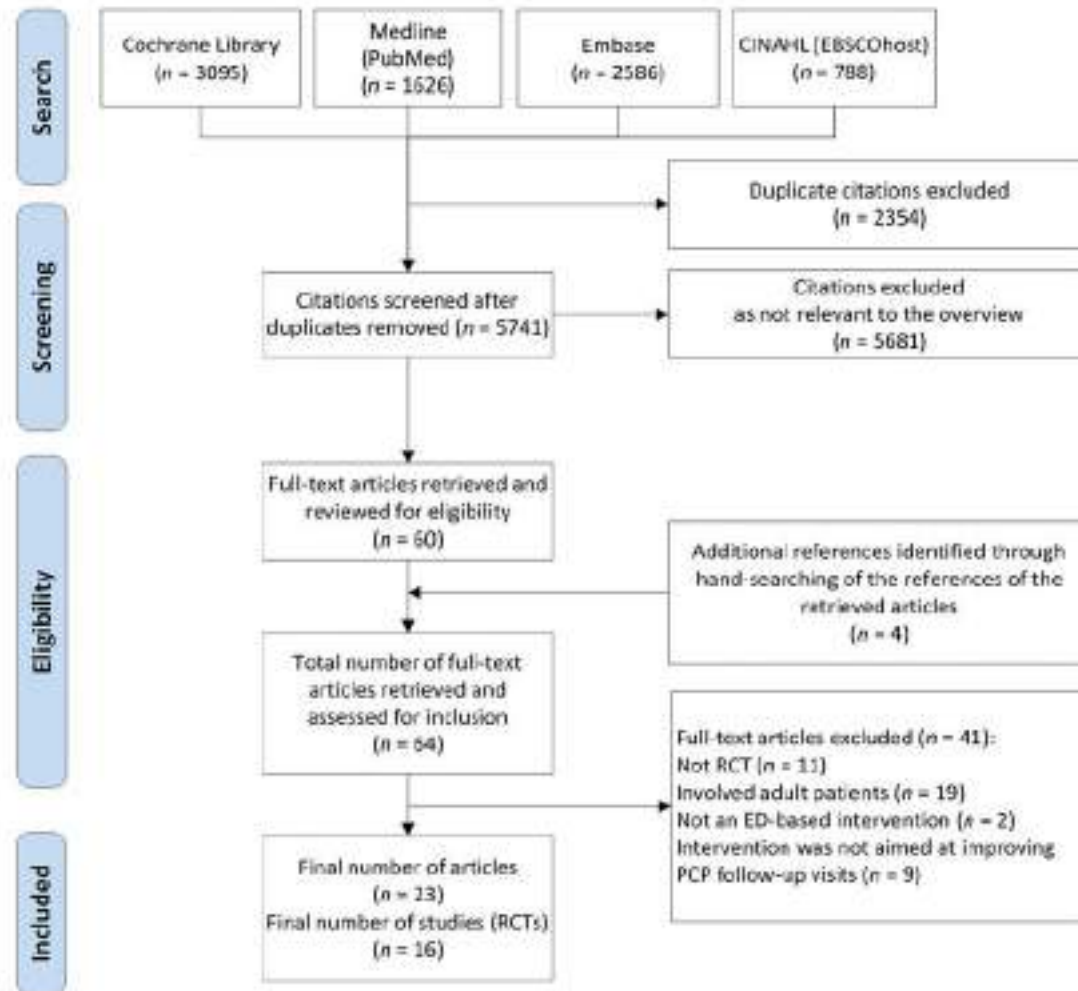 Search
Cochrane Library
(n = 3095)
Medline
(PubMed)
(n = 1626)
Embase
(n = 2586)
CINAHL [EBSCOhost]
(n = 788)
Duplicate citations excluded
(n = 2354)
Screening
Citations screened after
duplicates removed (n = 5741)
Citations excluded
as not relevant to the overview
(n = 5681)
Eligibility
Full-text articles retrieved and
reviewed for eligibility
(n = 60)
Additional references identified through
hand-searching of the references of the
retrieved articles
(n = 4)
Total number of full-text
articles retrieved and
assessed for inclusion
(n = 64)
Full-text articles excluded (n = 41):
Not RCT (n = 11)
Involved adult patients (n = 19)
Not an ED-based intervention (n = 2)
Intervention was not aimed at improving
PCP follow-up visits (n = 9)
Included
Final number of articles
(n = 23)
Final number of studies (RCTs)
(n = 16)